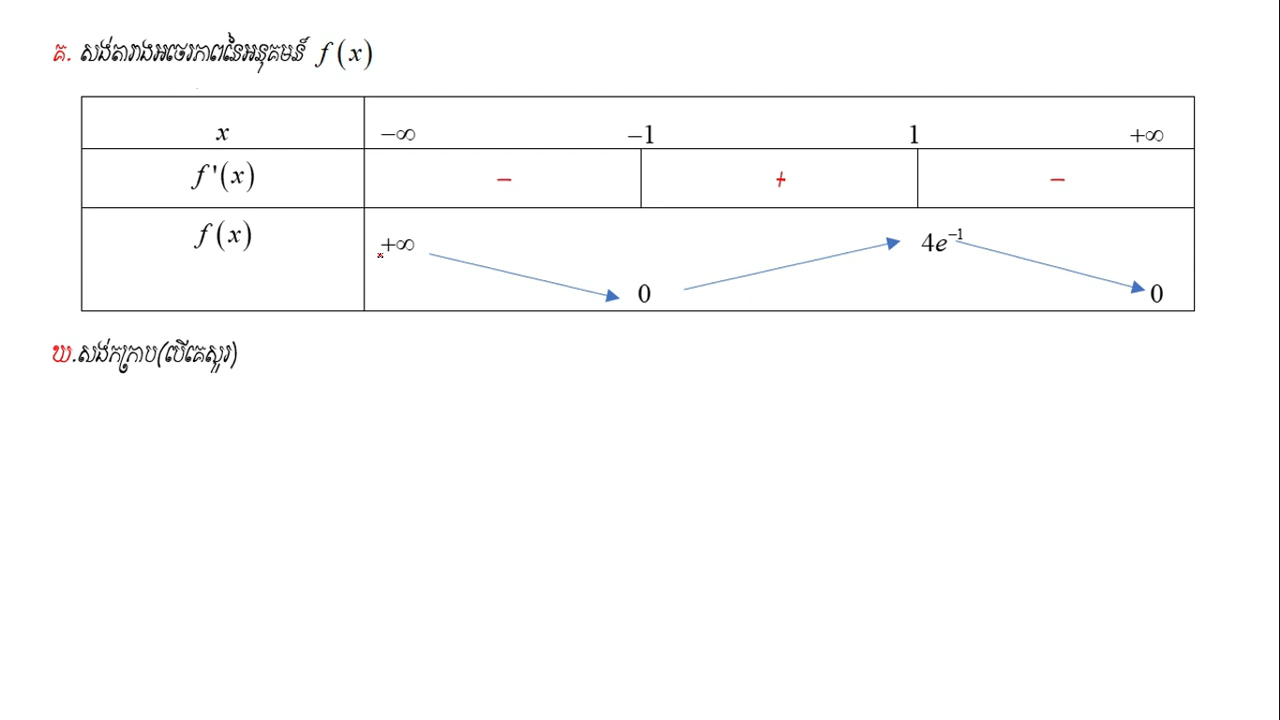 គ. សង់តារាងអថេរភាពនៃអនុគមន៍ f(x)
x −∞ −1 1 +∞
f'(x) − + −
f(x) +∞ 0 4e⁻¹ 0
ឃ.សង់ក្រាប(បើគេសួរ)